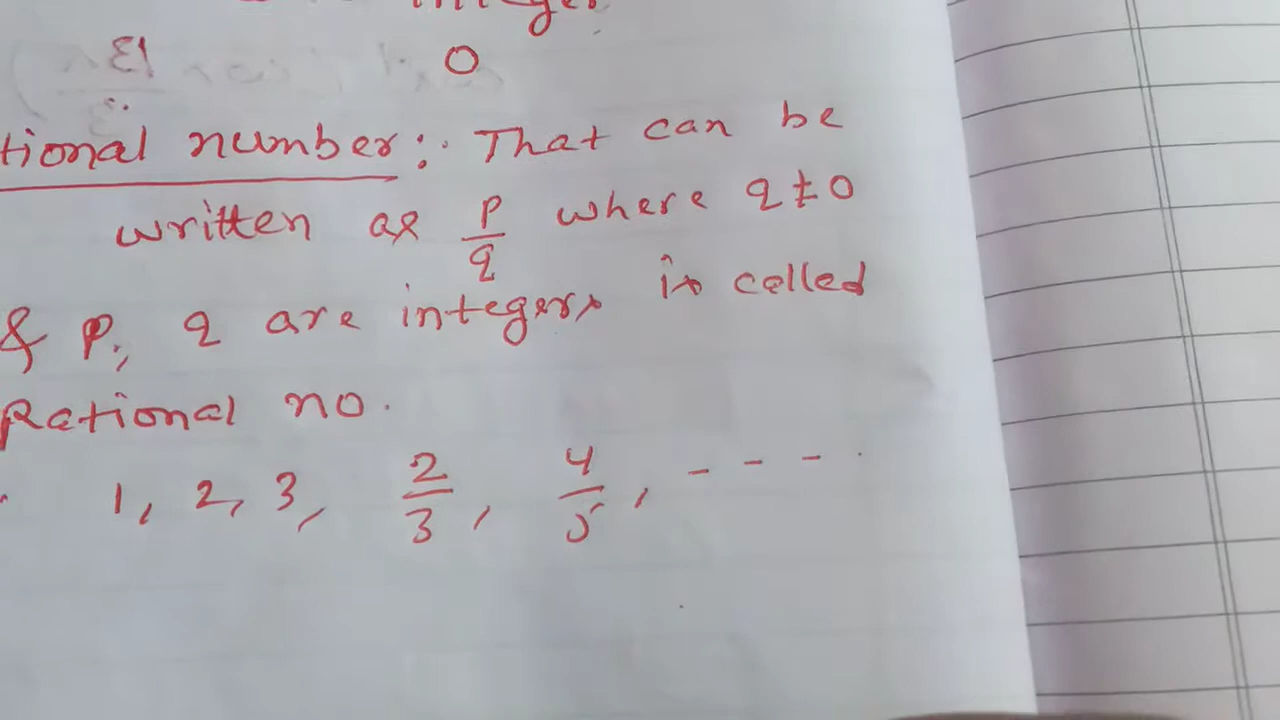 0
tional number:. That can be
written as p/q where q≠0
& p, q are integers is called
Rational no.
1, 2, 3, 2/3, 4/5, - - - .